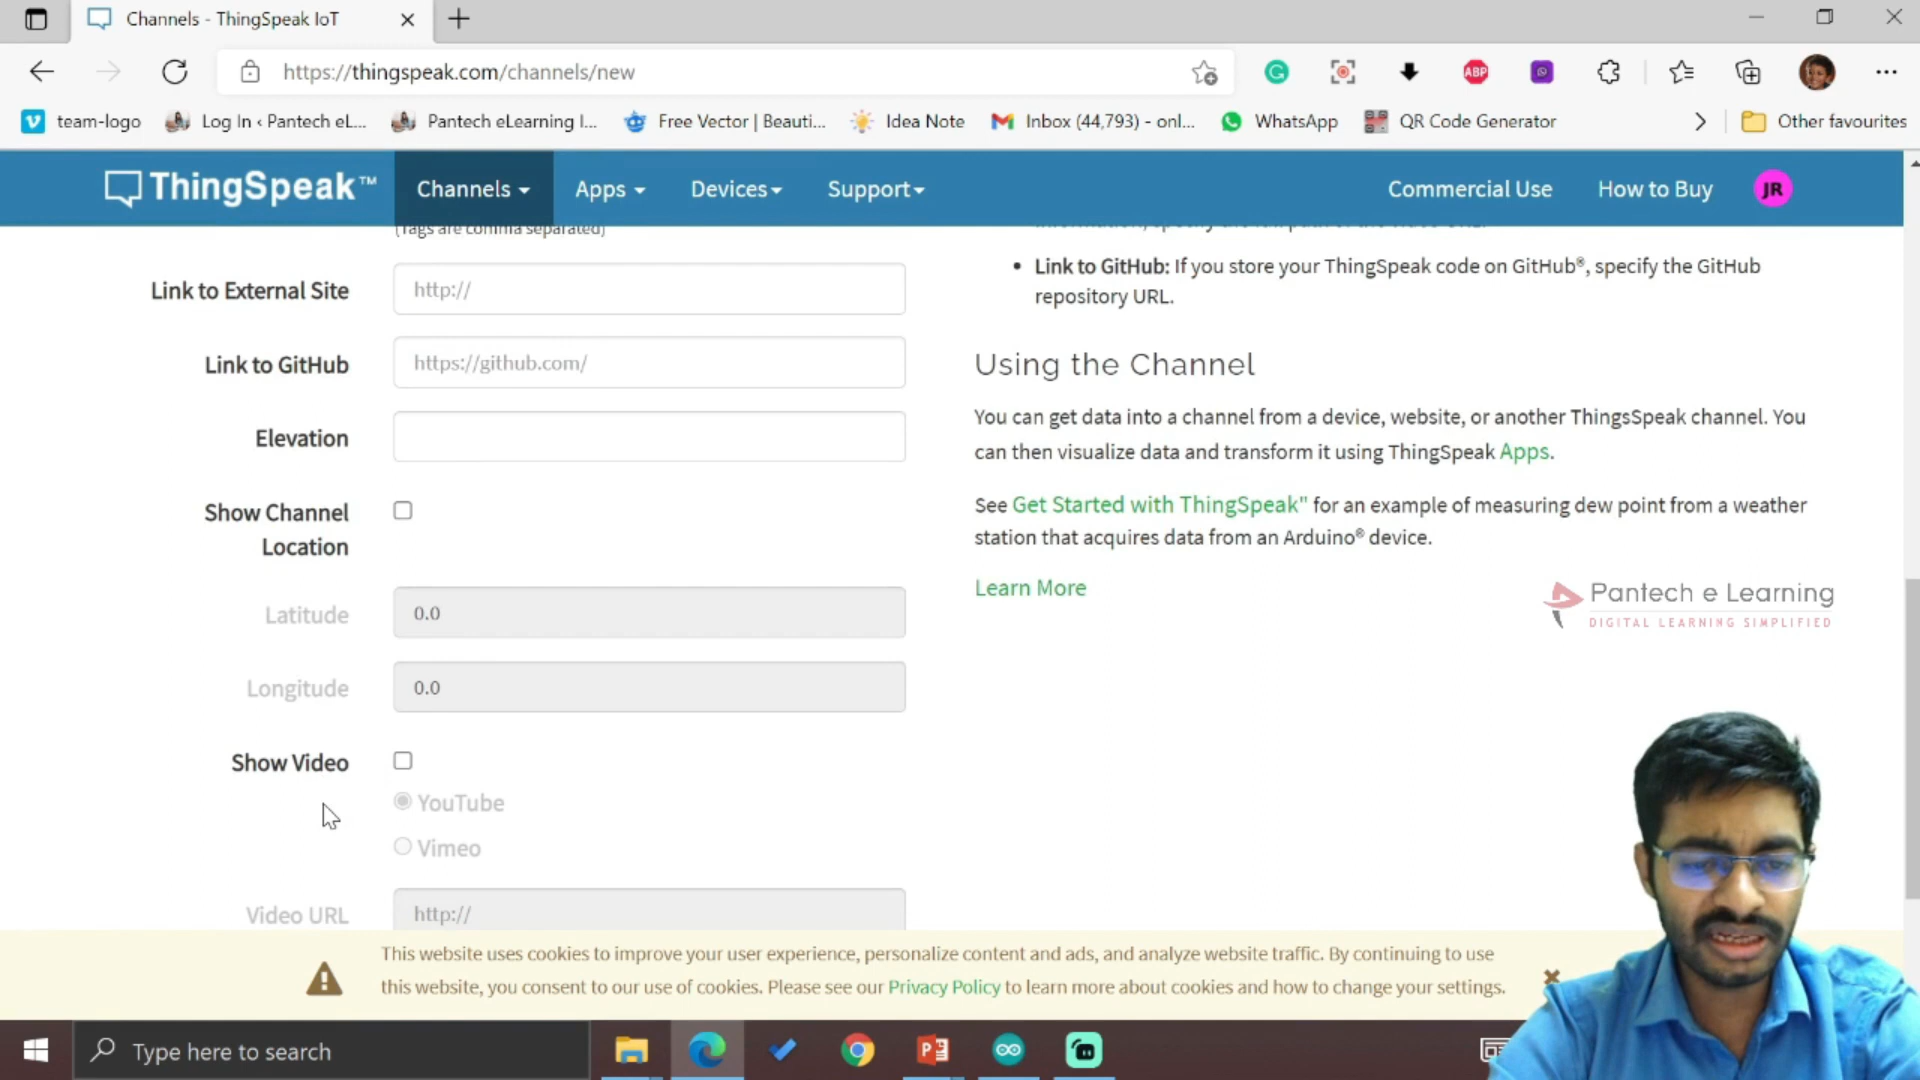 Channels - ThingSpeak IoT
https://thingspeak.com/channels/new
ABP
team-logo
Log In ‹ Pantech eL...
Pantech eLearning I...
Free Vector | Beauti...
Idea Note
Inbox (44,793) - onl...
WhatsApp
QR Code Generator
Other favourites
ThingSpeak™
Channels
Apps
Devices
Support
Commercial Use
How to Buy
JR
(Tags are comma separated)
Link to External Site
http://
Link to GitHub
https://github.com/
Elevation
Show Channel
Location
Latitude
0.0
Longitude
0.0
Show Video
YouTube
Vimeo
Video URL
http://
• Link to GitHub: If you store your ThingSpeak code on GitHub®, specify the GitHub
repository URL.
Using the Channel
You can get data into a channel from a device, website, or another ThingsSpeak channel. You
can then visualize data and transform it using ThingSpeak Apps.
See Get Started with ThingSpeak" for an example of measuring dew point from a weather
station that acquires data from an Arduino® device.
Learn More
Pantech e Learning
DIGITAL LEARNING SIMPLIFIED
This website uses cookies to improve your user experience, personalize content and ads, and analyze website traffic. By continuing to use
this website, you consent to our use of cookies. Please see our Privacy Policy to learn more about cookies and how to change your settings.
Type here to search